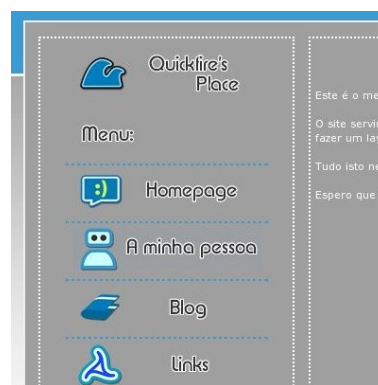 Quickfire's
Place
Menu:
:)
Homepage
A minha pessoa
Blog
Links
Este é o me
O site servi
fazer um lay
Tudo isto ne
Espero que